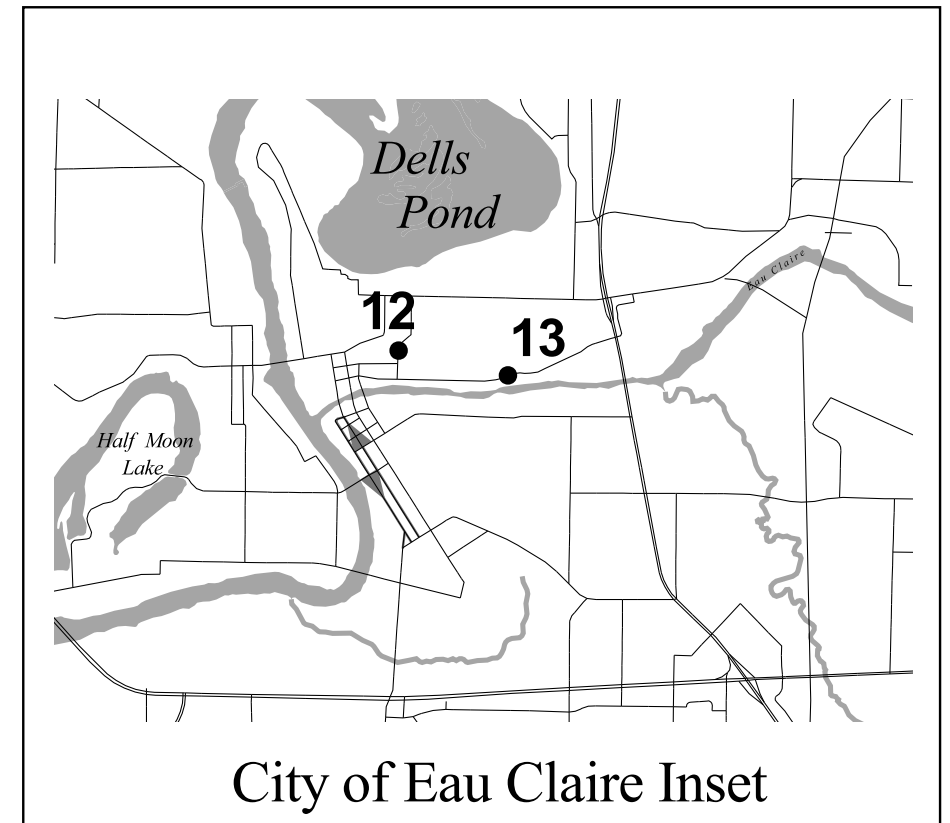 Dells
Pond
Eau Claire
12
13
Half Moon
Lake
City of Eau Claire Inset